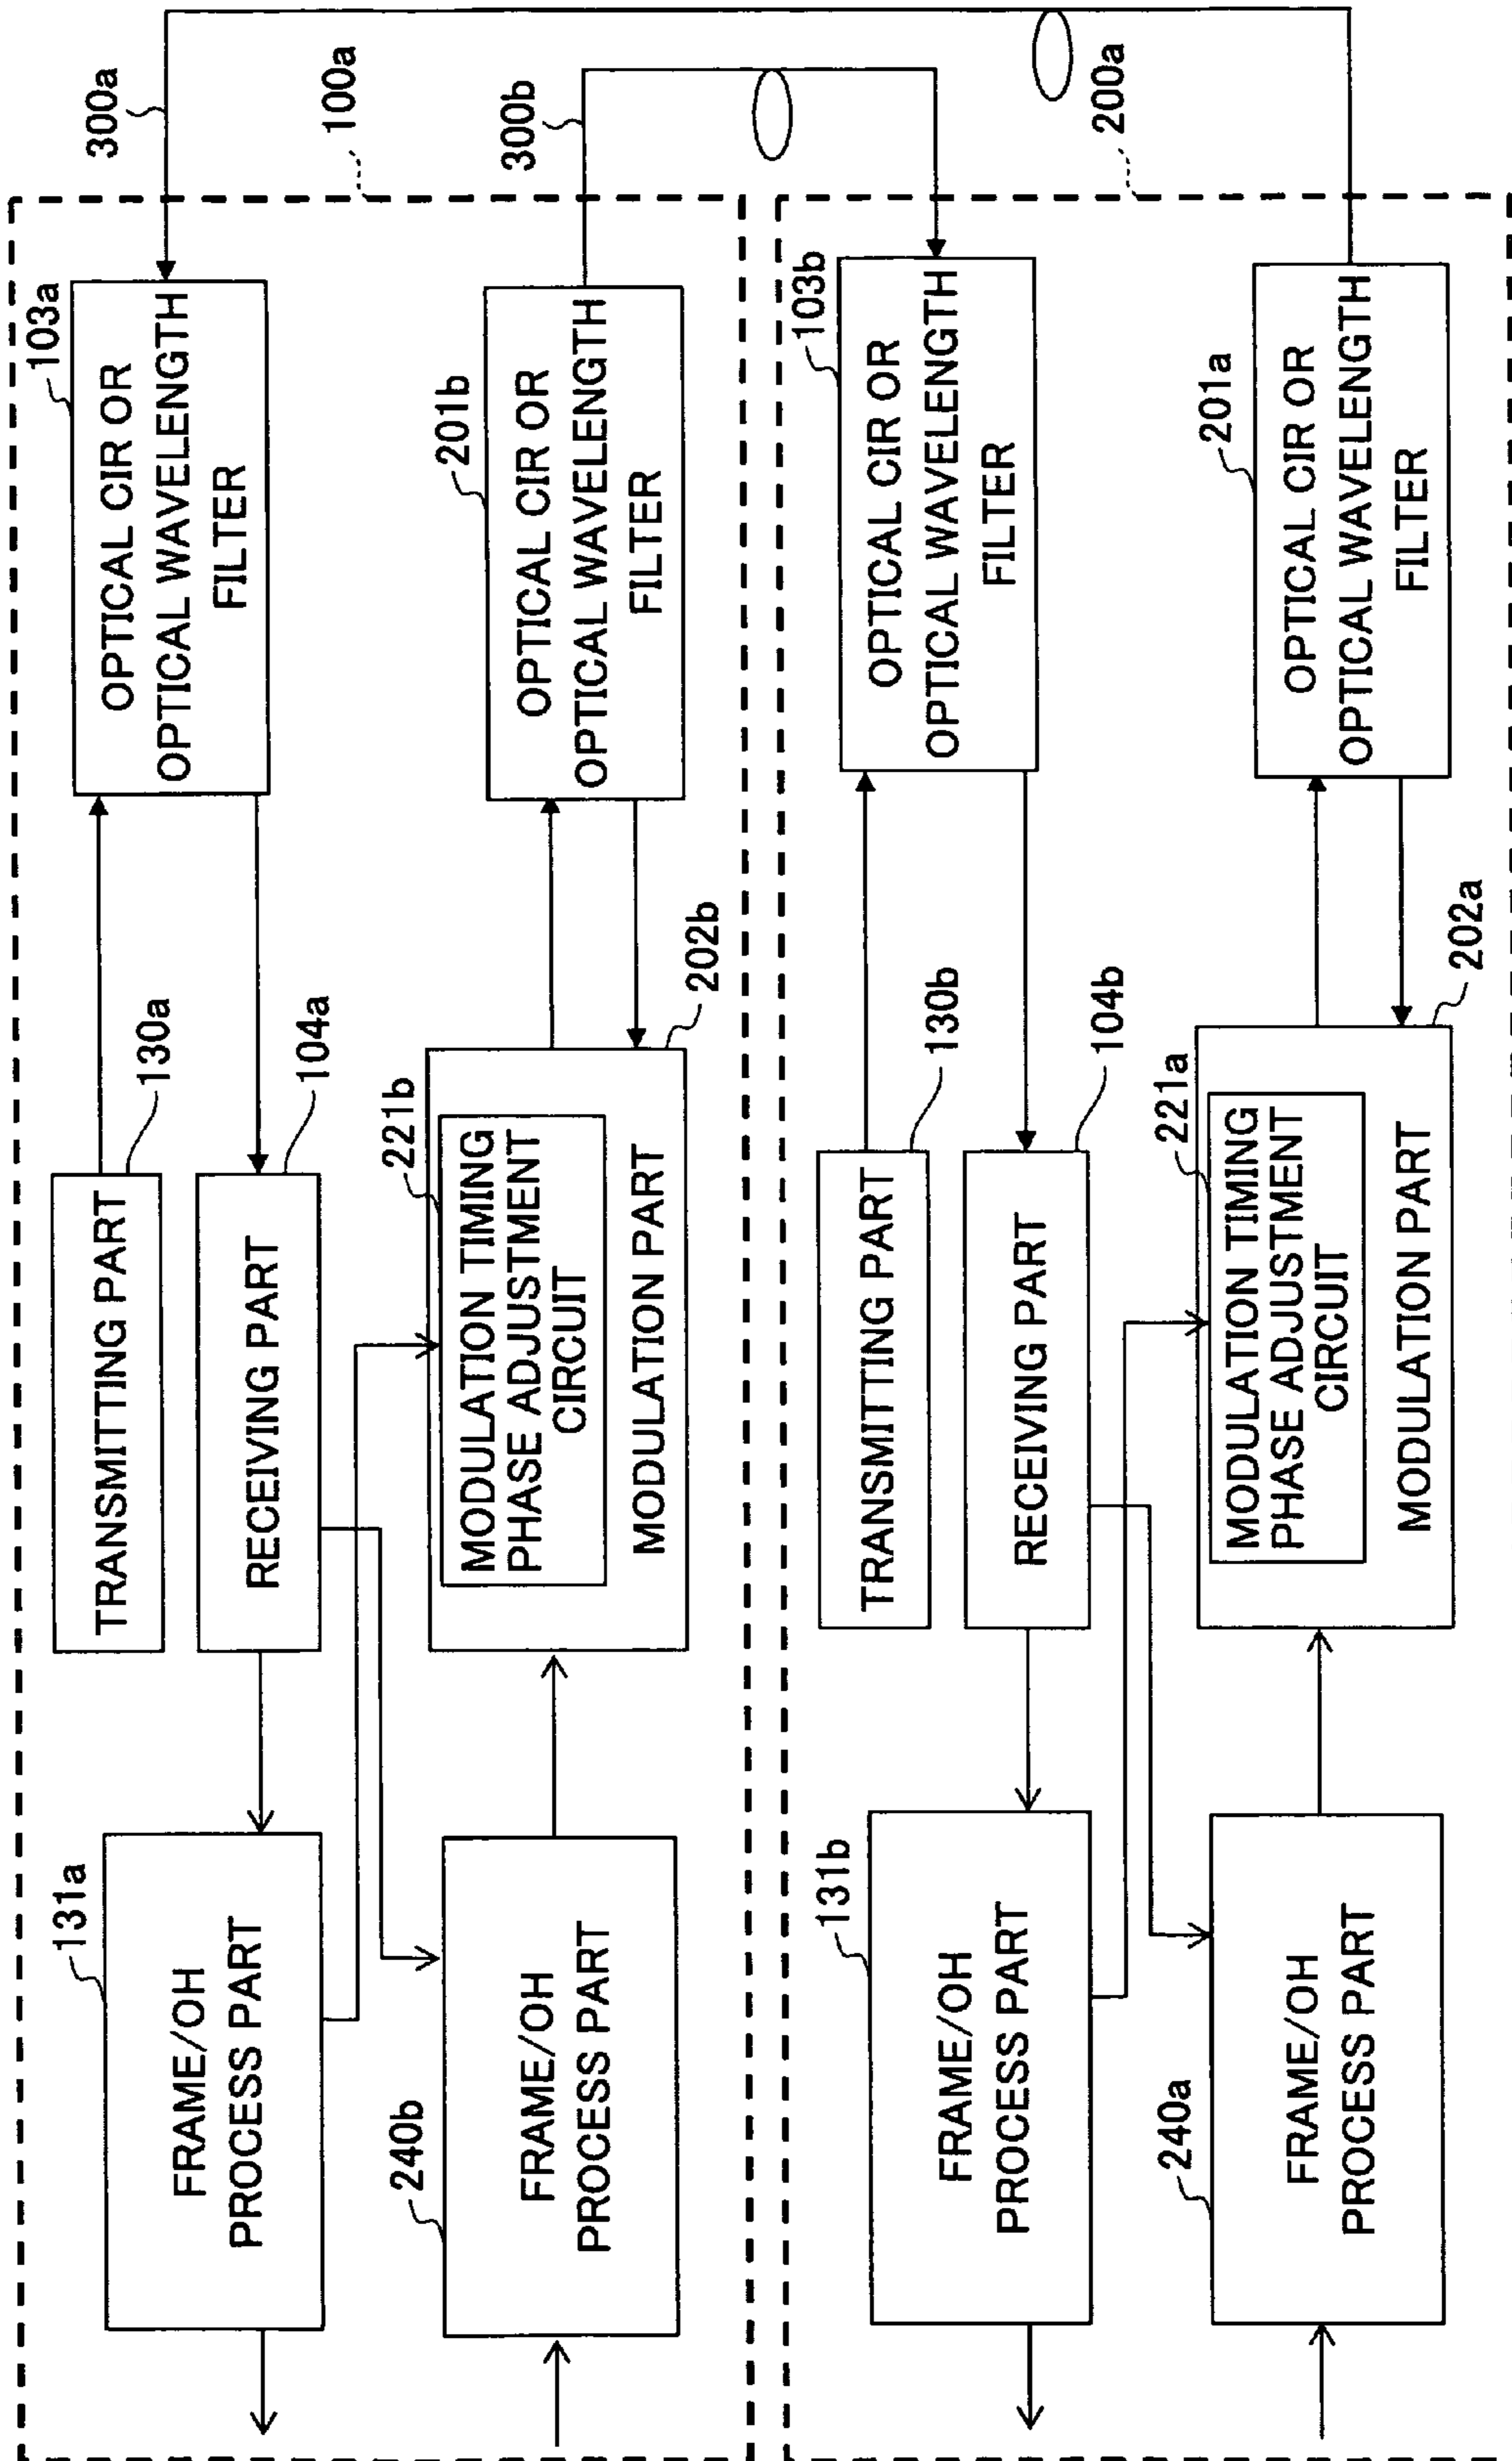 300a
100a
300b
200a
103a
OPTICAL CIR OR
OPTICAL WAVELENGTH
FILTER
201b
OPTICAL CIR OR
OPTICAL WAVELENGTH
FILTER
103b
OPTICAL CIR OR
OPTICAL WAVELENGTH
FILTER
201a
OPTICAL CIR OR
OPTICAL WAVELENGTH
FILTER
TRANSMITTING PART
130a
RECEIVING PART
104a
221b
MODULATION TIMING
PHASE ADJUSTMENT
CIRCUIT
MODULATION PART
202b
TRANSMITTING PART
130b
RECEIVING PART
104b
221a
MODULATION TIMING
PHASE ADJUSTMENT
CIRCUIT
MODULATION PART
202a
131a
FRAME/OH
PROCESS PART
240b
FRAME/OH
PROCESS PART
131b
FRAME/OH
PROCESS PART
240a
FRAME/OH
PROCESS PART